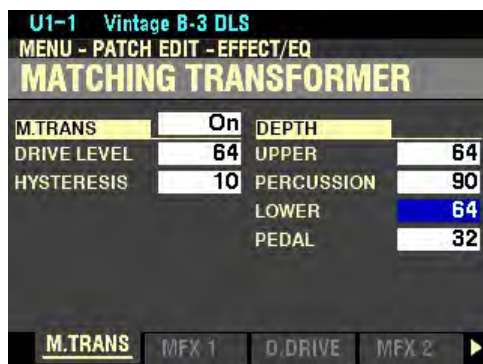 U1-1 Vintage B-3 DLS
MENU - PATCH EDIT - EFFECT/EQ
MATCHING TRANSFORMER
M.TRANS On
DRIVE LEVEL 64
HYSTERESIS 10
DEPTH
UPPER 64
PERCUSSION 90
LOWER 64
PEDAL 32
M.TRANS MFX 1 O.DRIVE MFX 2